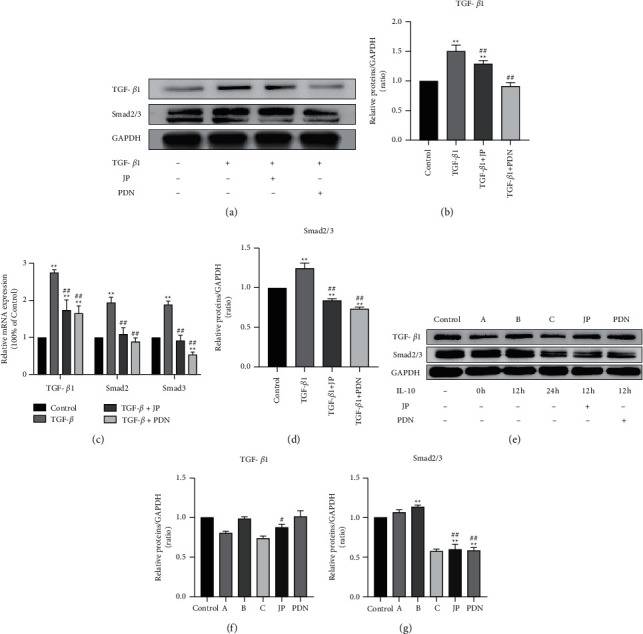 TGF- β1
Smad2/3
GAPDH
TGF- β1 – + + +
JP – – + –
PDN – – – +
(a)
TGF- β1
Relative proteins/GAPDH
(ratio)
2.0
1.5
1.0
0.5
0.0
**
##
**
##
Control
TGF-β1
TGF-β1+JP
TGF-β1+PDN
(b)
Relative mRNA expression
(100% of Control)
3
2
1
0
**
##
**
##
**
**
##
##
**
##
##
**
TGF- β1 Smad2 Smad3
Control
TGF-β
TGF-β + JP
TGF-β + PDN
(c)
Smad2/3
Relative proteins/GAPDH
(ratio)
1.5
1.0
0.5
0.0
**
##
**
##
**
Control
TGF-β1
TGF-β1+JP
TGF-β1+PDN
(d)
Control A B C JP PDN
TGF- β1
Smad2/3
GAPDH
IL-10 – 0h 12h 24h 12h 12h
JP – – – – + –
PDN – – – – – +
(e)
TGF- β1
Relative proteins/GAPDH
(ratio)
1.5
1.0
0.5
0.0
#
Control A B C JP PDN
(f)
Smad2/3
Relative proteins/GAPDH
(ratio)
1.5
1.0
0.5
0.0
**
##
**
##
**
Control A B C JP PDN
(g)